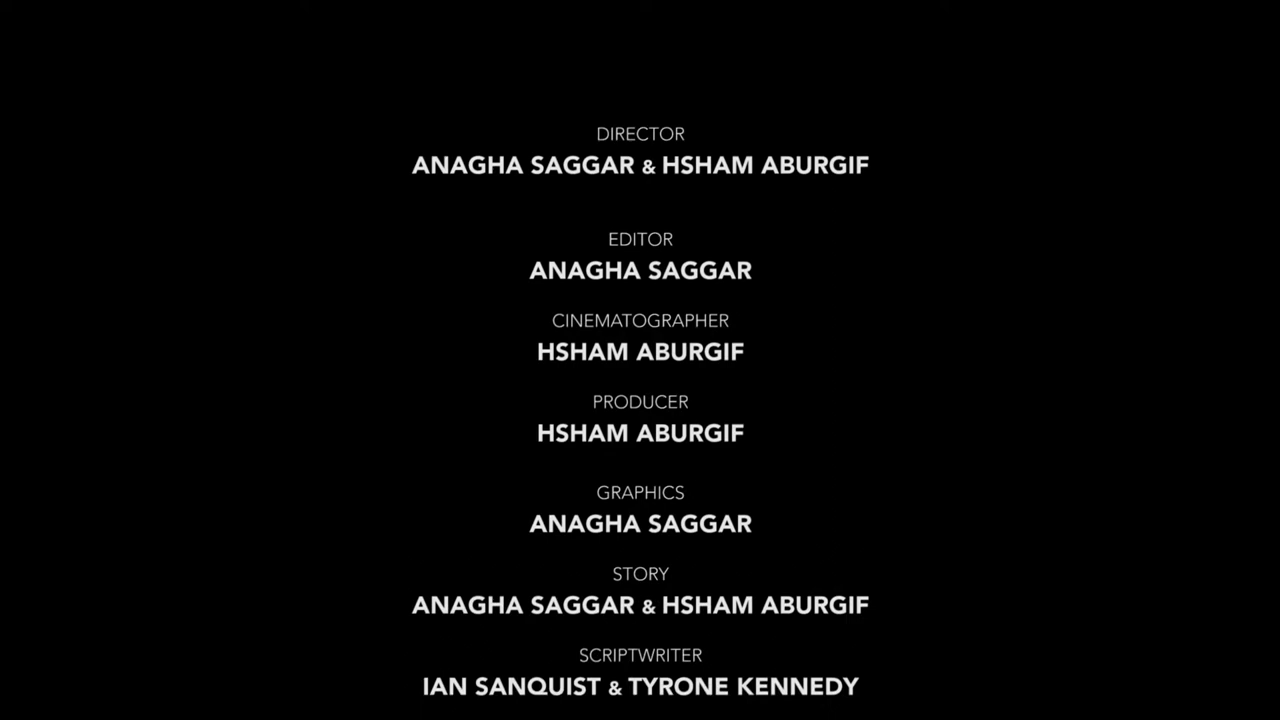 DIRECTOR
ANAGHA SAGGAR & HSHAM ABURGIF
EDITOR
ANAGHA SAGGAR
CINEMATOGRAPHER
HSHAM ABURGIF
PRODUCER
HSHAM ABURGIF
GRAPHICS
ANAGHA SAGGAR
STORY
ANAGHA SAGGAR & HSHAM ABURGIF
SCRIPTWRITER
IAN SANQUIST & TYRONE KENNEDY